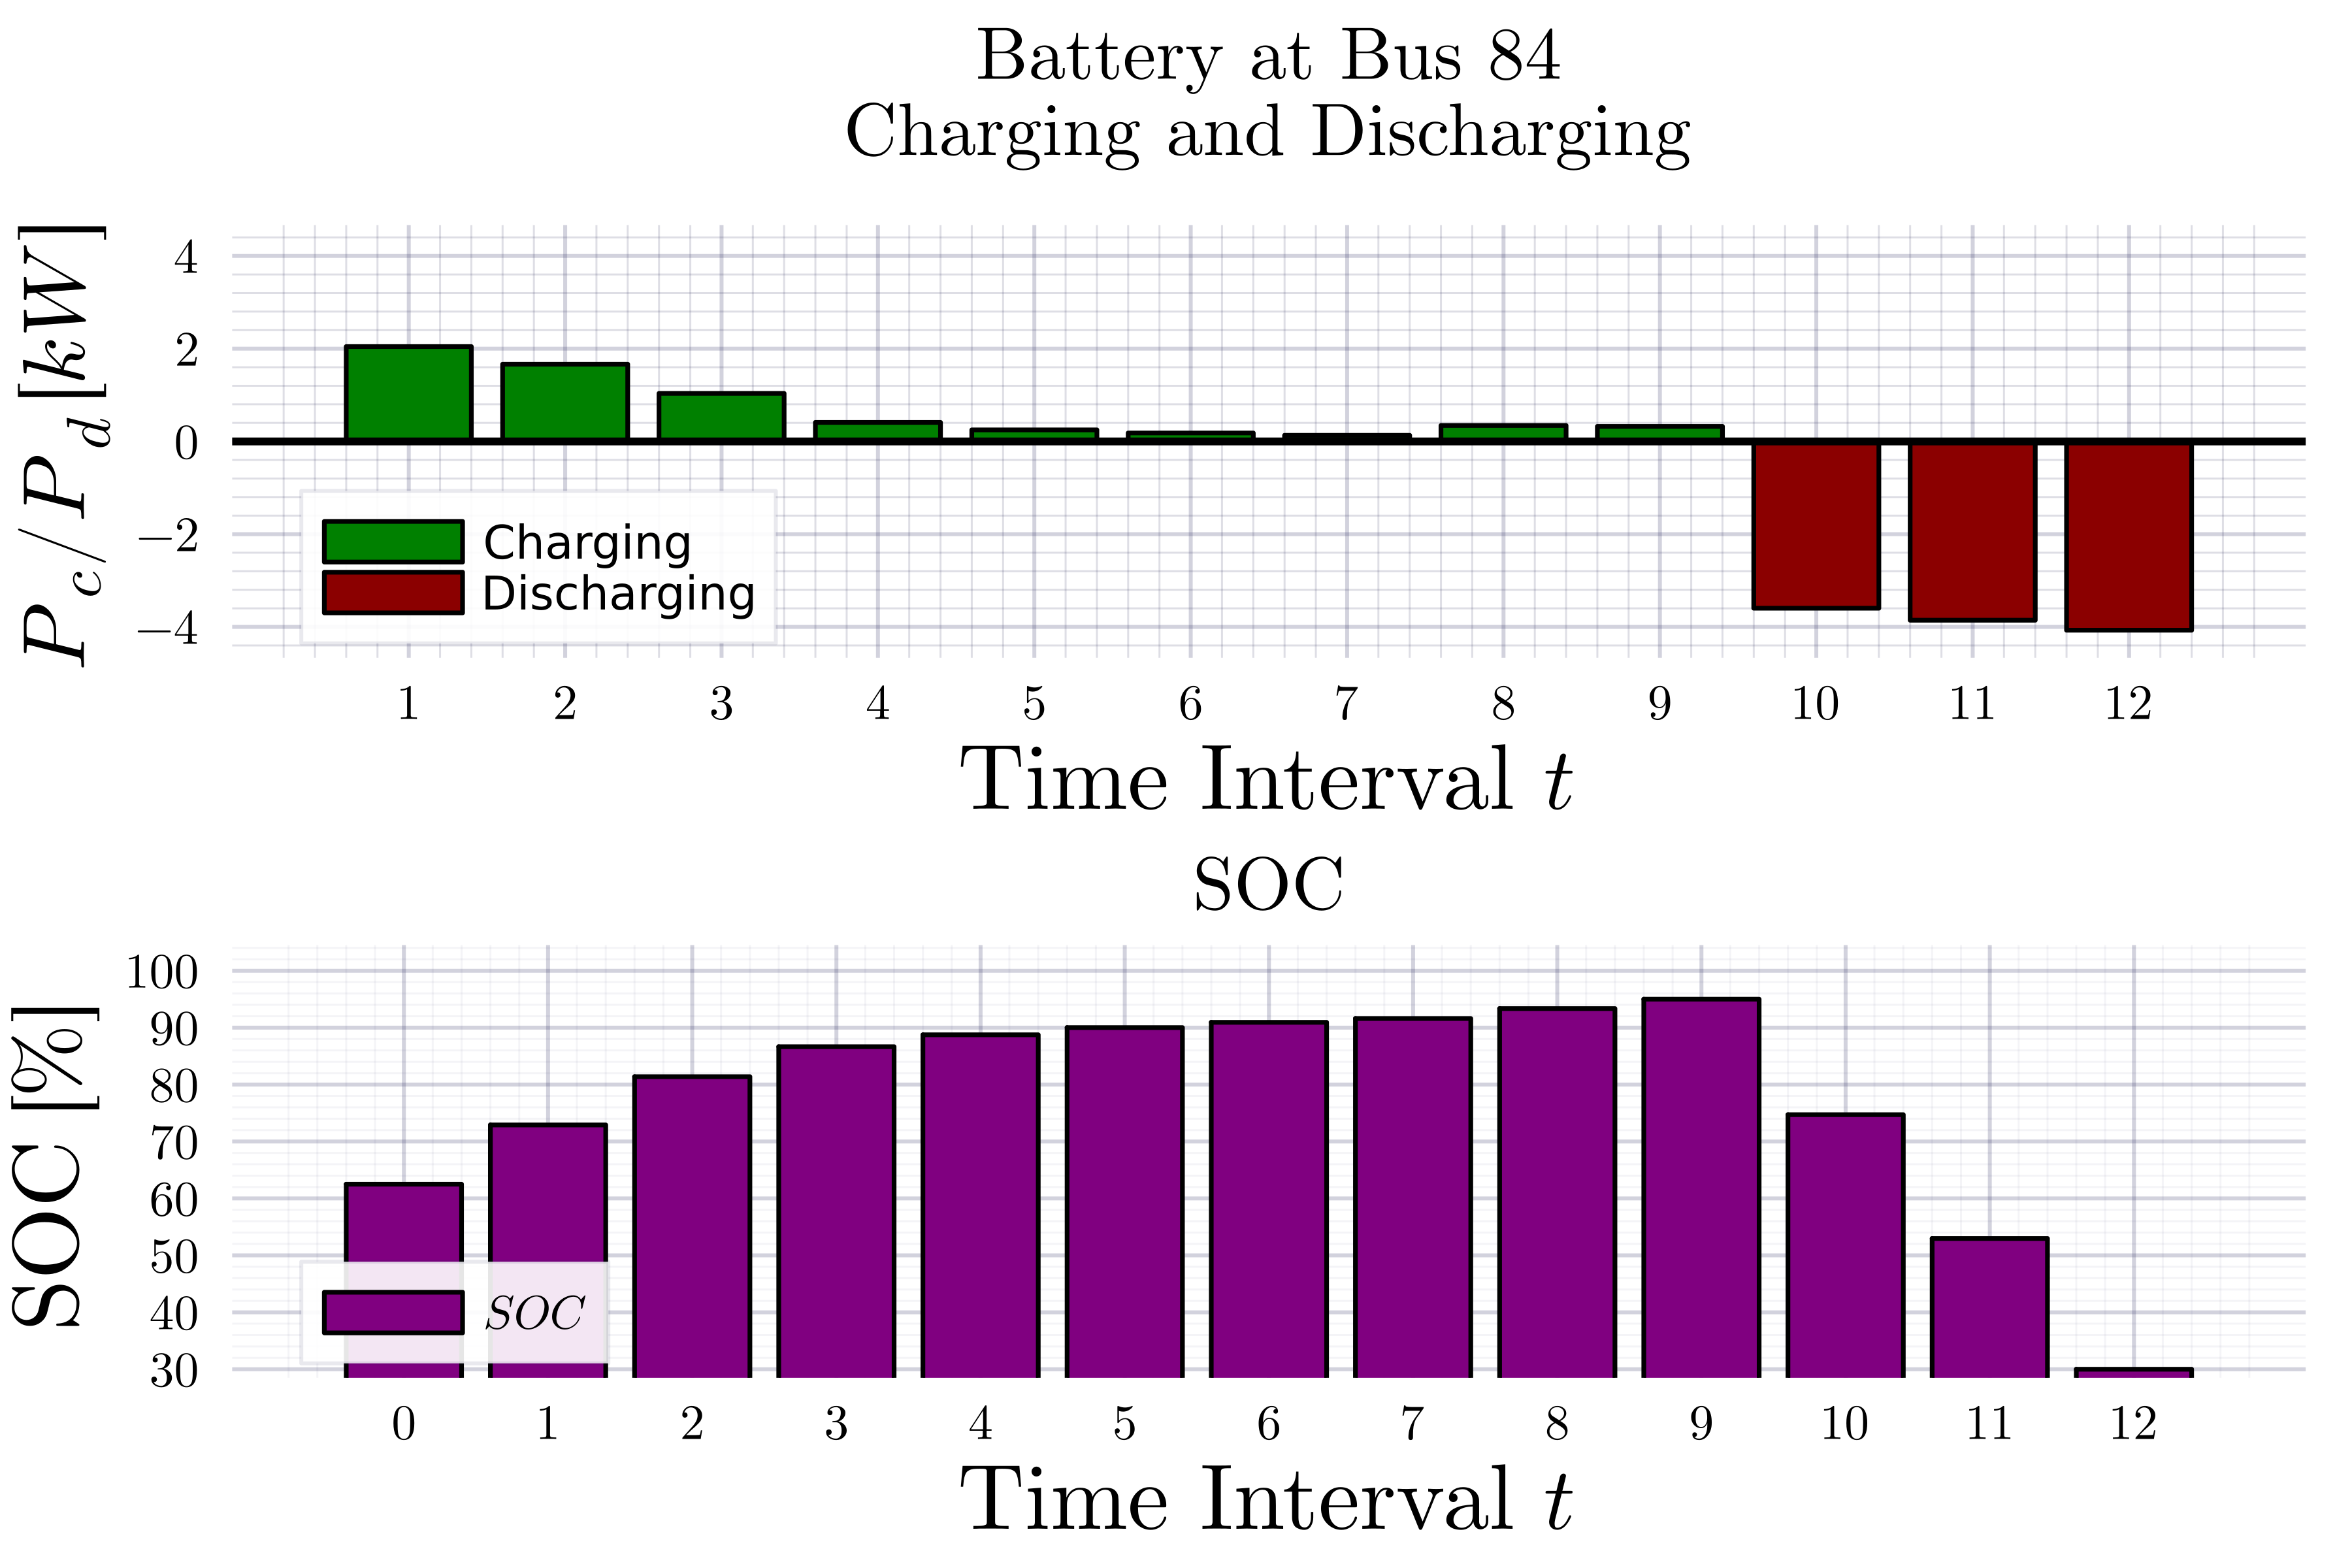 Battery at Bus 84
Charging and Discharging
P_c/P_d [kW]
4
2
0
−2
−4
Charging
Discharging
1 2 3 4 5 6 7 8 9 10 11 12
Time Interval t
SOC
SOC [%]
100
90
80
70
60
50
40
30
SOC
0 1 2 3 4 5 6 7 8 9 10 11 12
Time Interval t